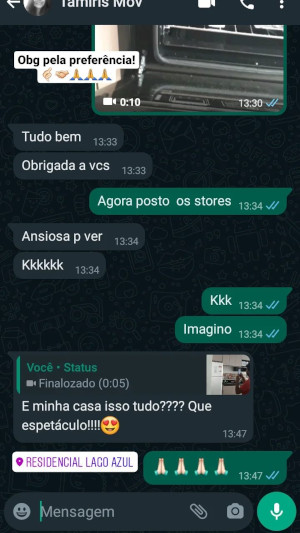 Tamiris Mov
Obg pela preferência!
👌🏻🤝🏻🙏🙏🙏
0:10
13:30
Tudo bem 13:33
Obrigada a vcs 13:33
Agora posto os stores 13:34
Ansiosa p ver 13:34
Kkkkkk 13:34
Kkk 13:34
Imagino 13:34
Você • Status
Finalozado (0:05)
E minha casa isso tudo???? Que
espetáculo!!!!😍
13:47
RESIDENCIAL LAGO AZUL
🙏🏻🙏🏻🙏🏻🙏🏻 13:47
Mensagem